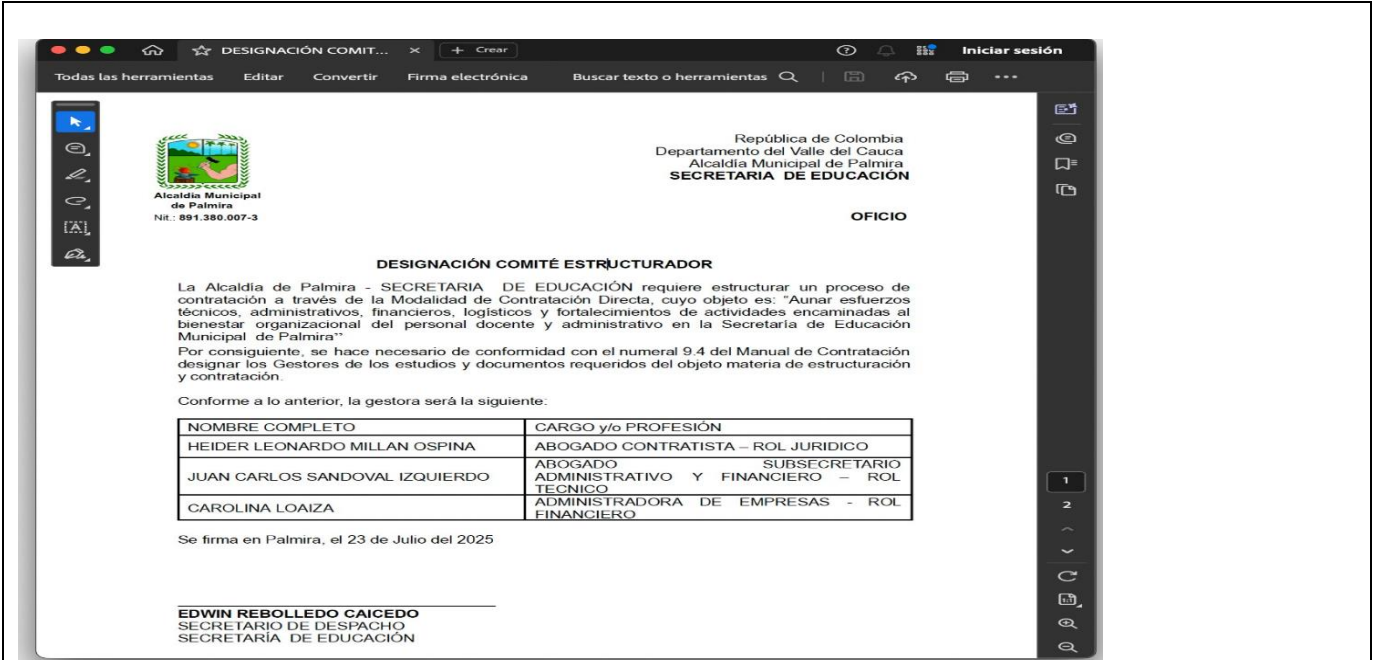 DESIGNACIÓN COMIT...
+ Crear
Iniciar sesión
Todas las herramientas Editar Convertir Firma electrónica Buscar texto o herramientas
República de Colombia
Departamento del Valle del Cauca
Alcaldía Municipal de Palmira
SECRETARIA DE EDUCACIÓN
Alcaldía Municipal
de Palmira
Nit.: 891.380.007-3
OFICIO
DESIGNACIÓN COMITÉ ESTRUCTURADOR
La Alcaldía de Palmira - SECRETARIA DE EDUCACIÓN requiere estructurar un proceso de
contratación a través de la Modalidad de Contratación Directa, cuyo objeto es: "Aunar esfuerzos
técnicos, administrativos, financieros, logísticos y fortalecimientos de actividades encaminadas al
bienestar organizacional del personal docente y administrativo en la Secretaría de Educación
Municipal de Palmira''
Por consiguiente, se hace necesario de conformidad con el numeral 9.4 del Manual de Contratación
designar los Gestores de los estudios y documentos requeridos del objeto materia de estructuración
y contratación.
Conforme a lo anterior, la gestora será la siguiente:
NOMBRE COMPLETO CARGO y/o PROFESIÓN
HEIDER LEONARDO MILLAN OSPINA ABOGADO CONTRATISTA – ROL JURIDICO
JUAN CARLOS SANDOVAL IZQUIERDO ABOGADO SUBSECRETARIO
ADMINISTRATIVO Y FINANCIERO – ROL
TECNICO
CAROLINA LOAIZA ADMINISTRADORA DE EMPRESAS - ROL
FINANCIERO
Se firma en Palmira, el 23 de Julio del 2025
EDWIN REBOLLEDO CAICEDO
SECRETARIO DE DESPACHO
SECRETARÍA DE EDUCACIÓN
1
2